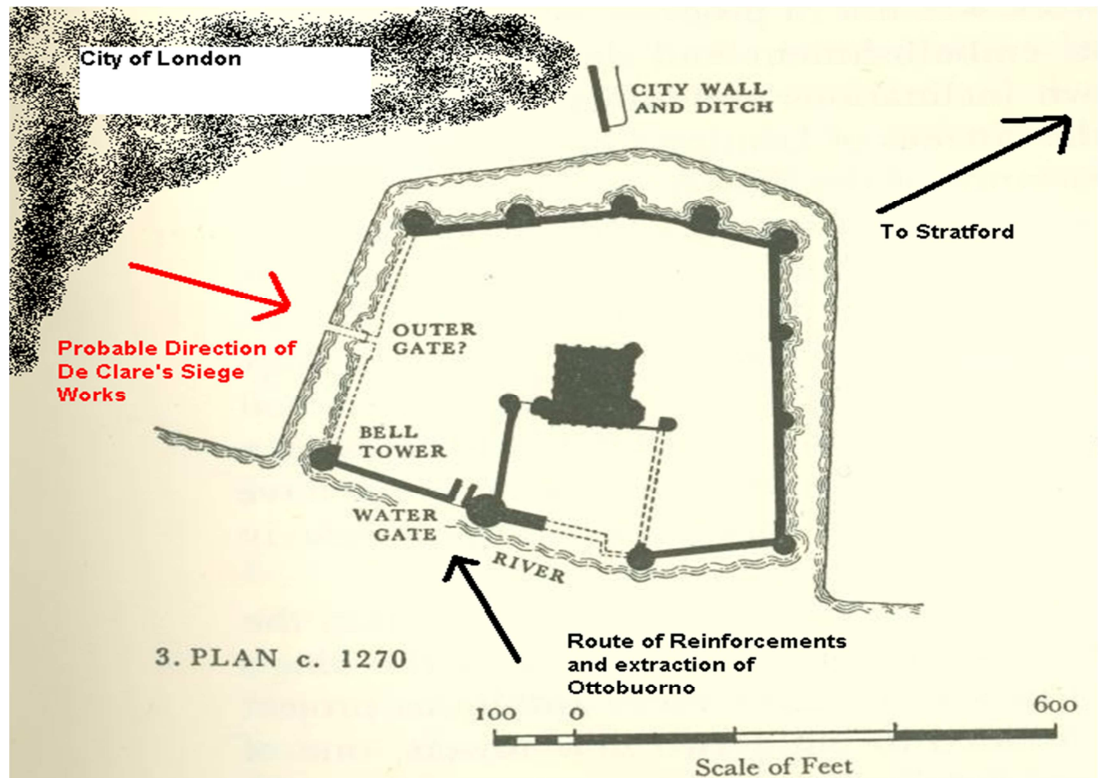 City of London
CITY WALL
AND DITCH
To Stratford
OUTER
GATE?
Probable Direction of
De Clare's Siege
Works
BELL
TOWER
WATER
GATE
RIVER
Route of Reinforcements
and extraction of
Ottobuorno
3. PLAN c. 1270
100 0 600
Scale of Feet